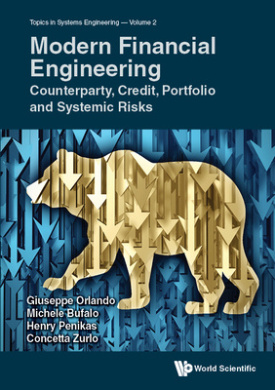 Topics in Systems Engineering — Volume 2
Modern Financial
Engineering
Counterparty, Credit, Portfolio
and Systemic Risks
Giuseppe Orlando
Michele Bufalo
Henry Penikas
Concetta Zurlo
World Scientific